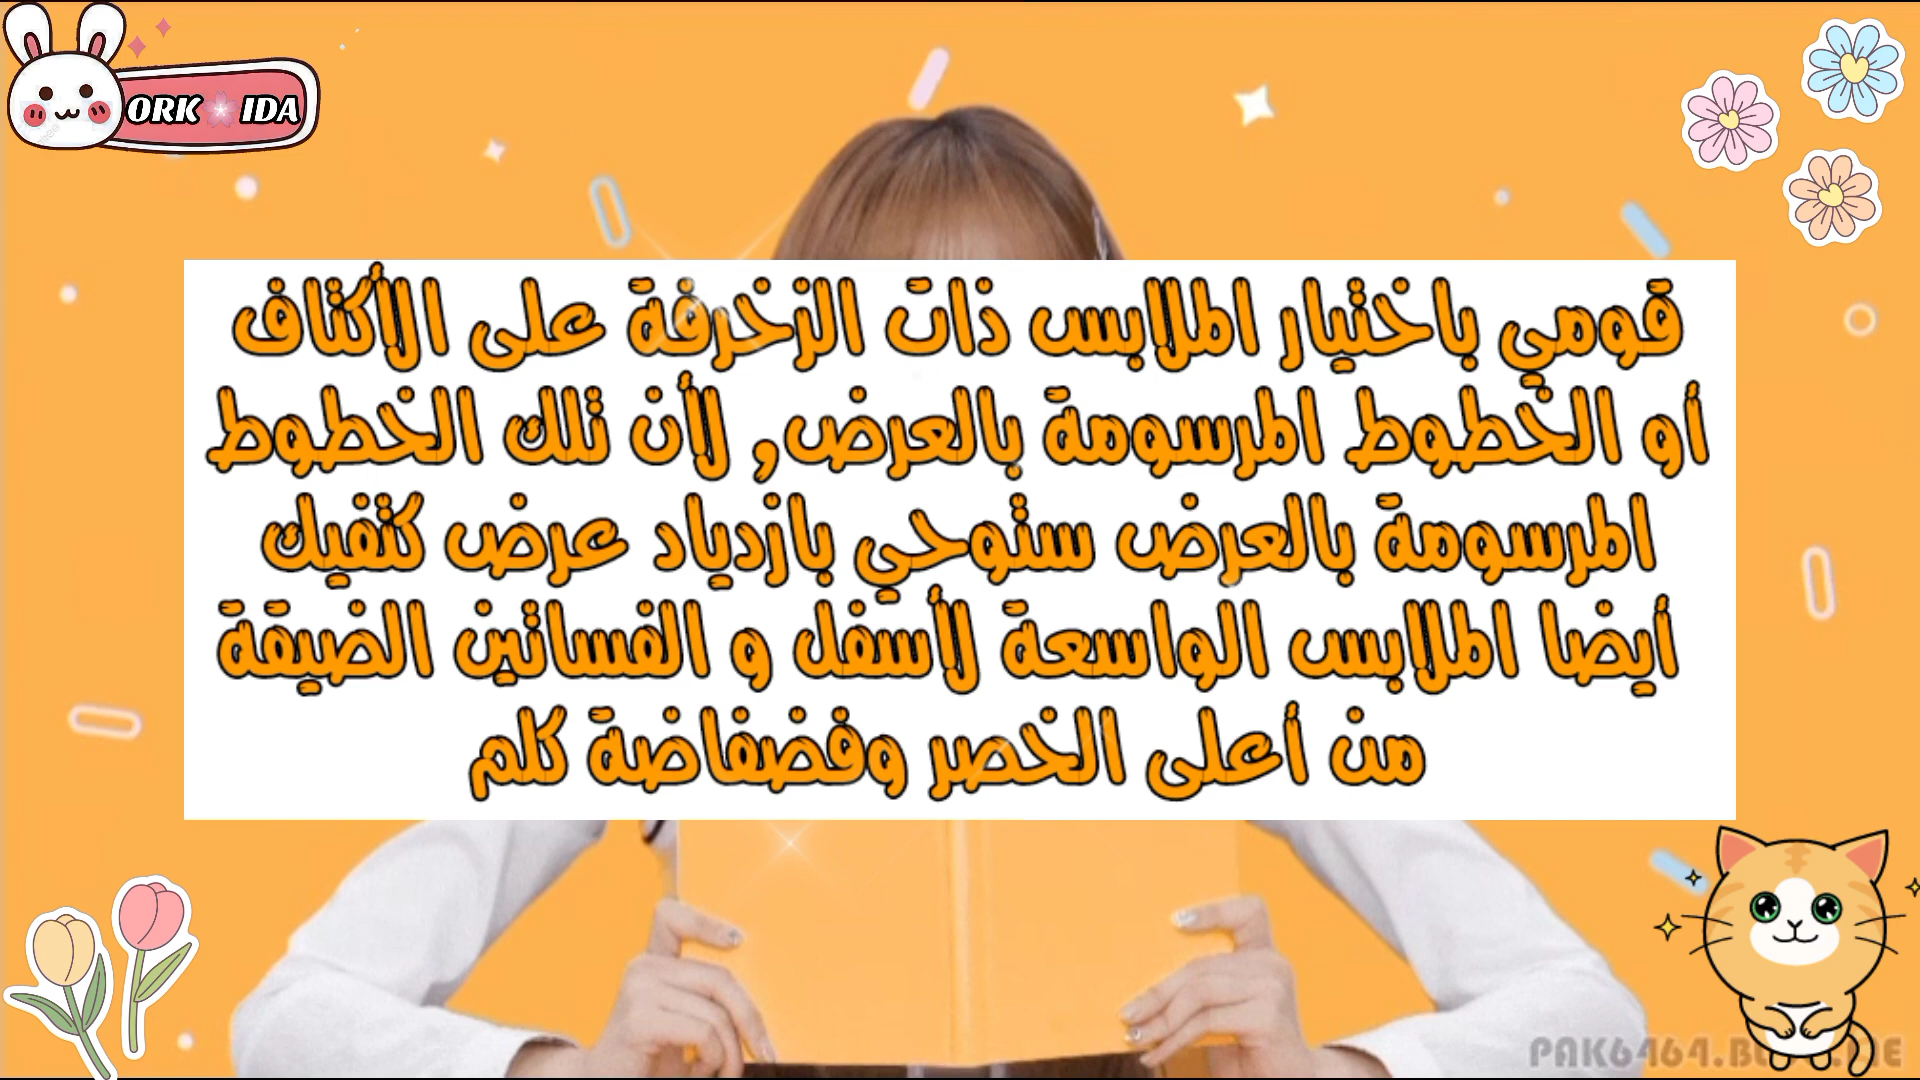 ORK IDA
قومي باختيار الملابس ذات الزخرفة على الأكتاف
أو الخطوط المرسومة بالعرض, لأن تلك الخطوط
المرسومة بالعرض ستوحي بازدياد عرض كتفيك
أيضا الملابس الواسعة لأسفل و الفساتين الضيقة
من أعلى الخصر وفضفاضة كلم